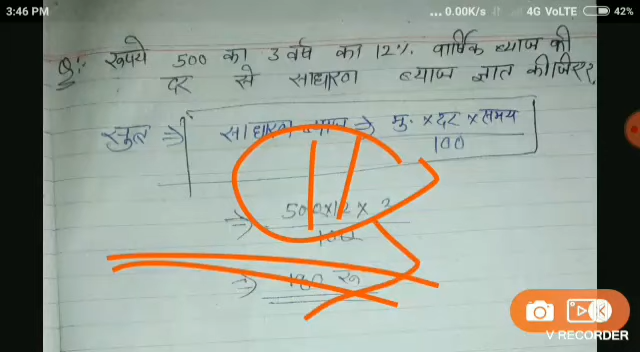 3:46 PM ...0.00K/s 4G VoLTE 42%
Q: रूपये 500 का 3 वर्ष का 12% वार्षिक ब्याज की
दर से साधारण ब्याज ज्ञात कीजिए.
सूत्र ⇒ साधारण ब्याज ⇒ मू. × दर × समय
100
⇒ 500×12×3
100
⇒ 180 रू
V RECORDER